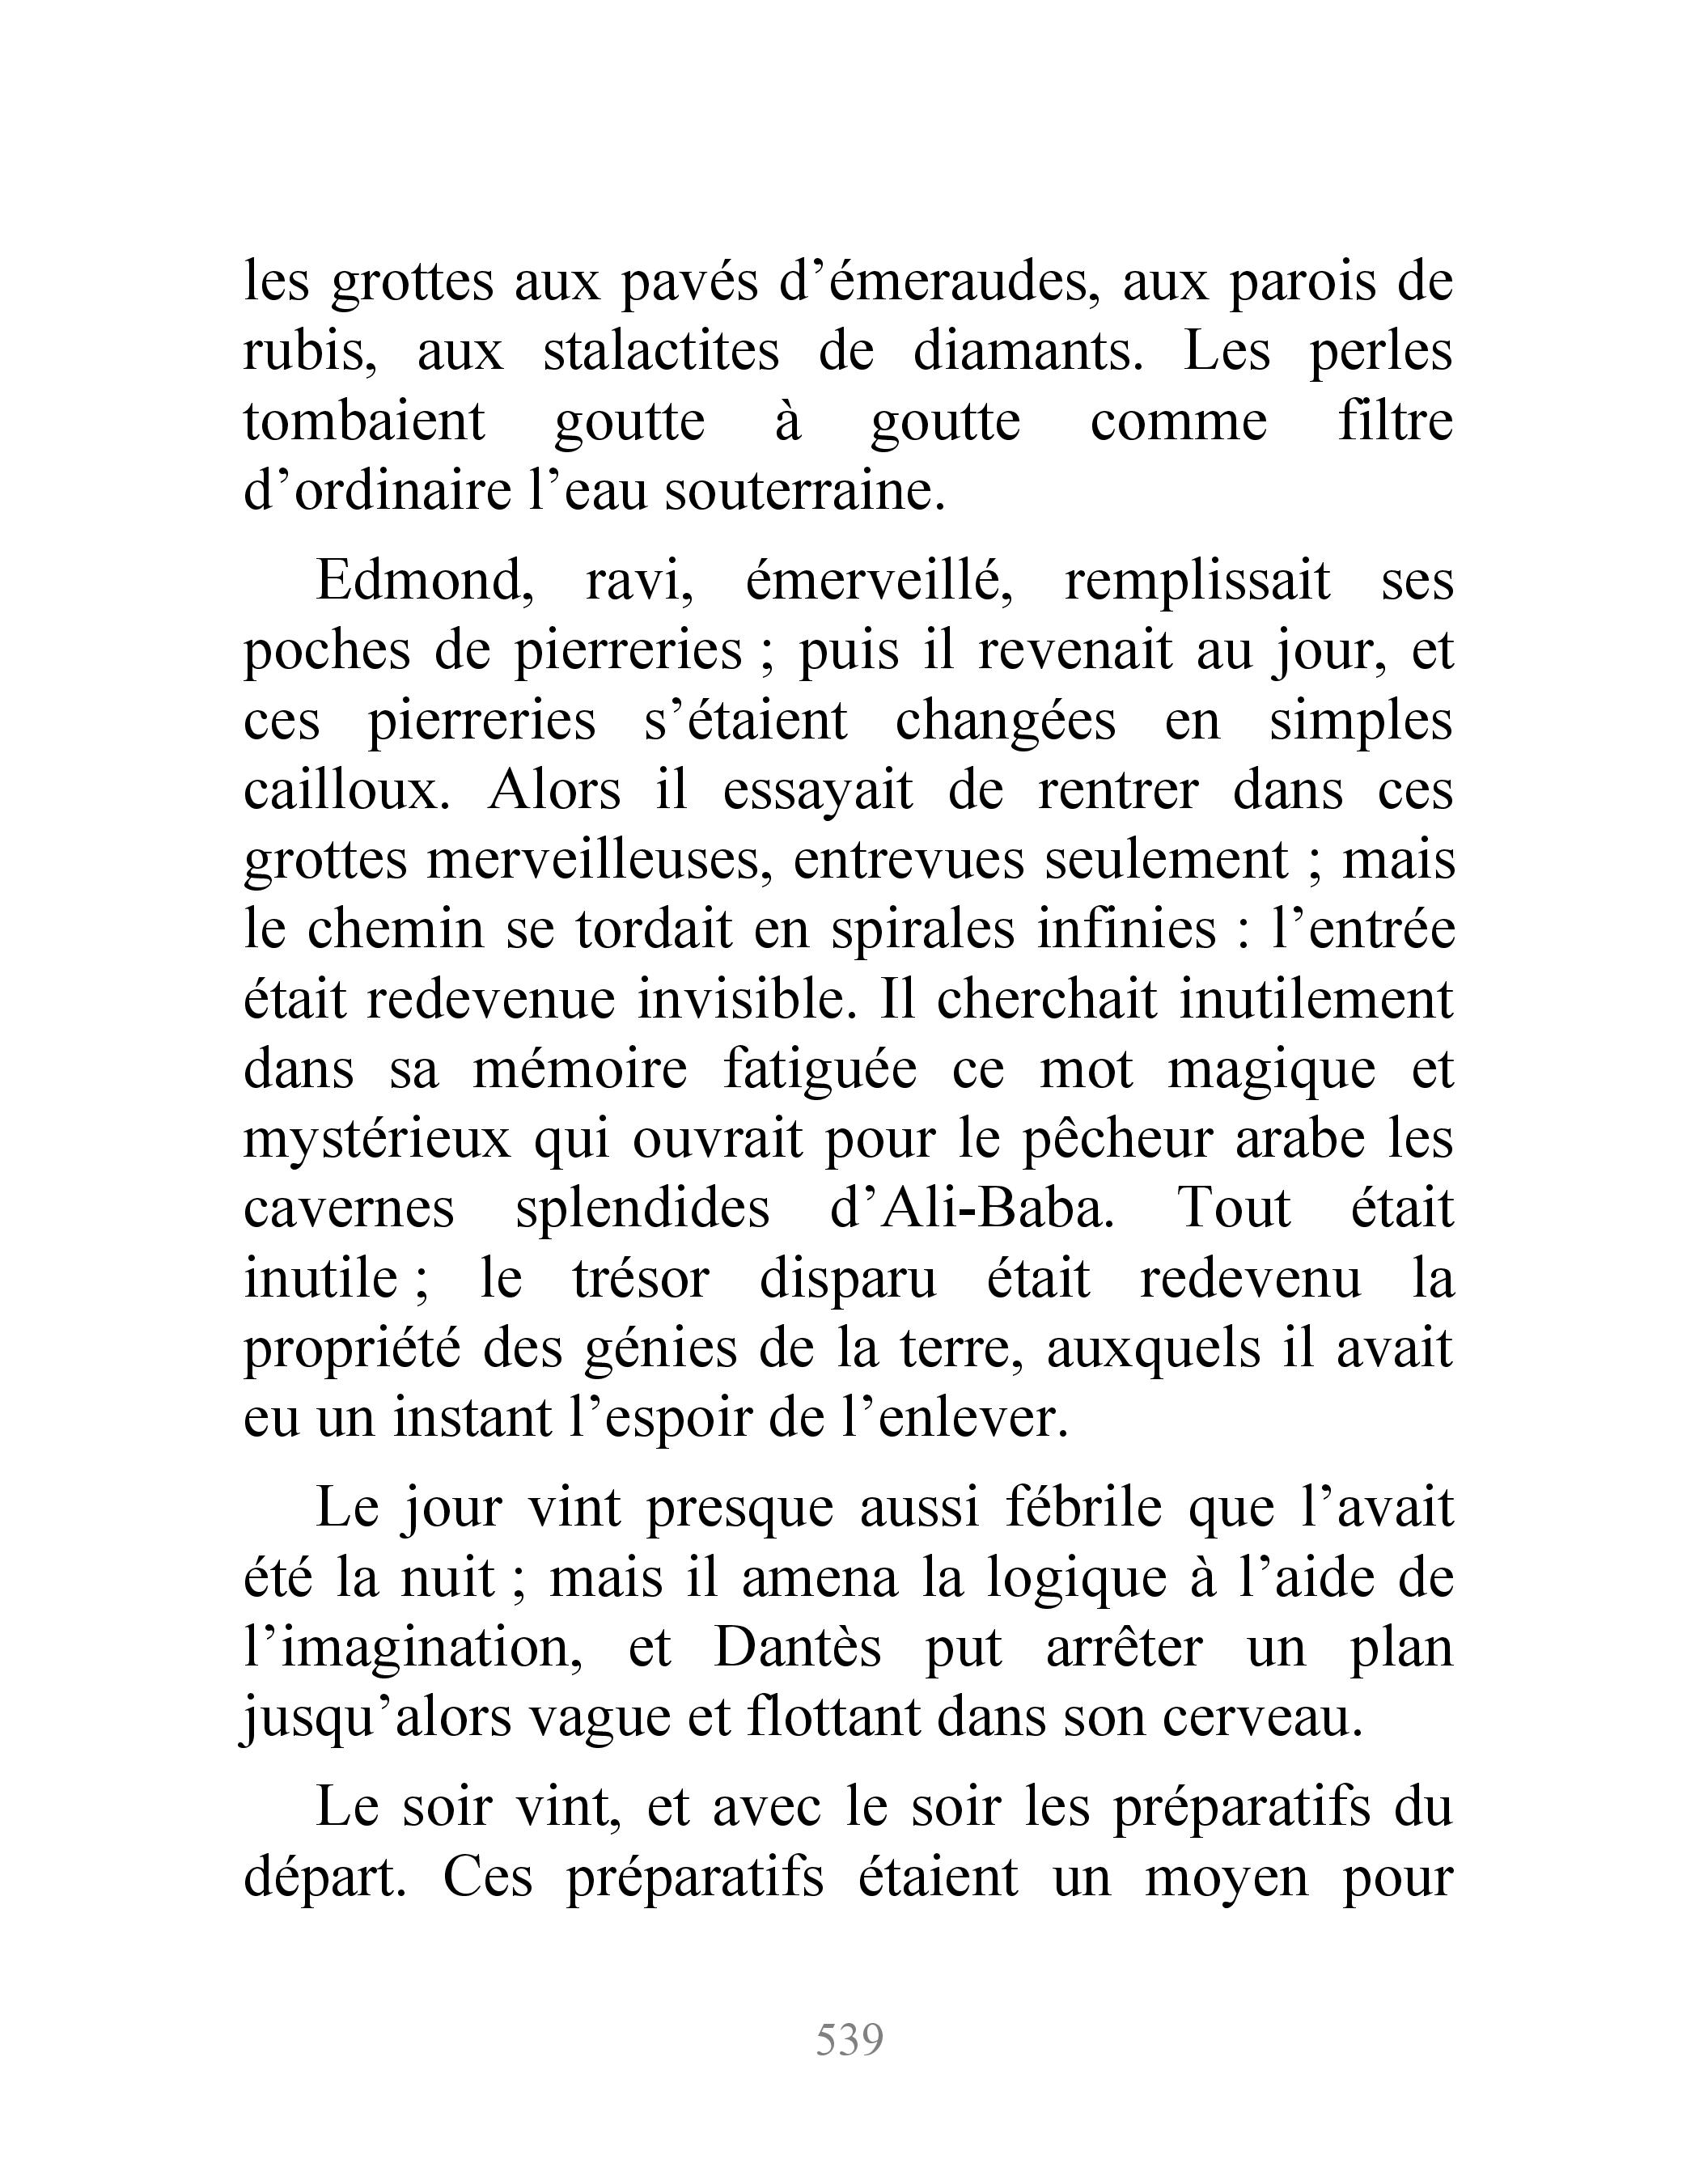 les grottes aux pavés d’émeraudes, aux parois de
rubis, aux stalactites de diamants. Les perles
tombaient goutte à goutte comme filtre
d’ordinaire l’eau souterraine.
Edmond, ravi, émerveillé, remplissait ses
poches de pierreries ; puis il revenait au jour, et
ces pierreries s’étaient changées en simples
cailloux. Alors il essayait de rentrer dans ces
grottes merveilleuses, entrevues seulement ; mais
le chemin se tordait en spirales infinies : l’entrée
était redevenue invisible. Il cherchait inutilement
dans sa mémoire fatiguée ce mot magique et
mystérieux qui ouvrait pour le pêcheur arabe les
cavernes splendides d’Ali-Baba. Tout était
inutile ; le trésor disparu était redevenu la
propriété des génies de la terre, auxquels il avait
eu un instant l’espoir de l’enlever.
Le jour vint presque aussi fébrile que l’avait
été la nuit ; mais il amena la logique à l’aide de
l’imagination, et Dantès put arrêter un plan
jusqu’alors vague et flottant dans son cerveau.
Le soir vint, et avec le soir les préparatifs du
départ. Ces préparatifs étaient un moyen pour
539